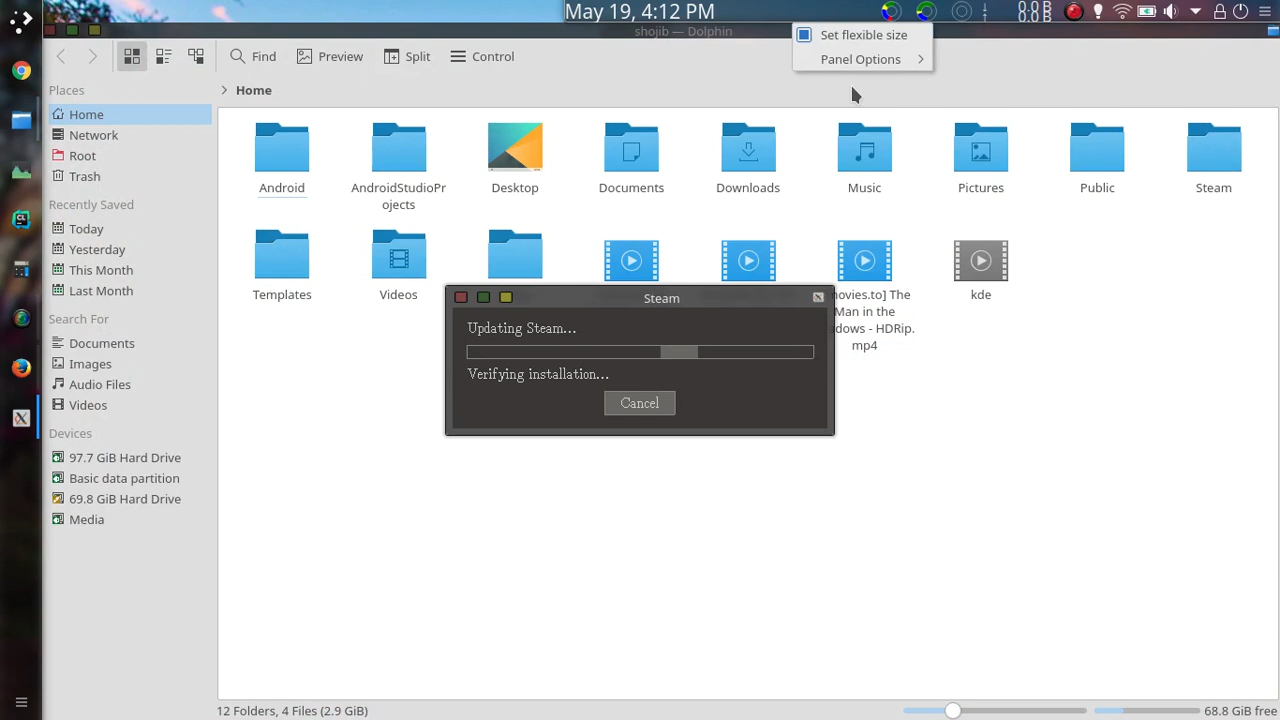 May 19, 4:12 PM
0.0 B
0.0 B
shojib — Dolphin
Set flexible size
Panel Options
Find
Preview
Split
Control
Places
Home
Home
Network
Root
Trash
Recently Saved
Today
Yesterday
This Month
Last Month
Search For
Documents
Images
Audio Files
Videos
Devices
97.7 GiB Hard Drive
Basic data partition
69.8 GiB Hard Drive
Media
Android
AndroidStudioPr
ojects
Desktop
Documents
Downloads
Music
Pictures
Public
Steam
Templates
Videos
ovies.to] The
Man in the
dows - HDRip.
mp4
kde
Steam
Updating Steam...
Verifying installation...
Cancel
12 Folders, 4 Files (2.9 GiB)
68.8 GiB free